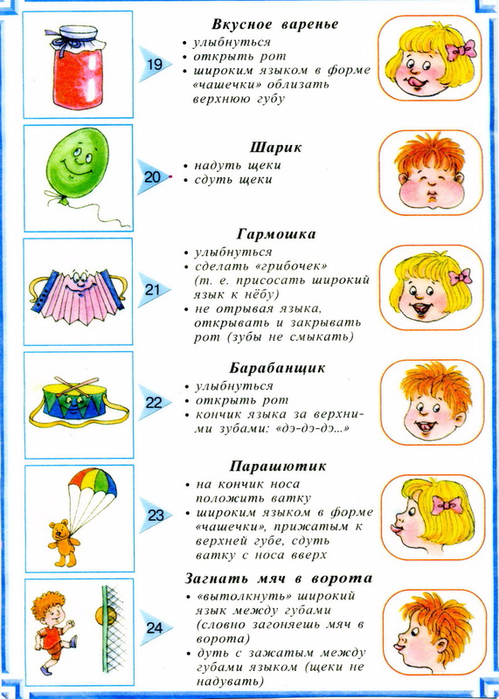 Вкусное варенье
19
• улыбнуться
• открыть рот
• широким языком в форме
«чашечки» облизать
верхнюю губу
Шарик
20
• надуть щеки
• сдуть щеки
Гармошка
21
• улыбнуться
• сделать «грибочек»
(т. е. присосать широкий
язык к нёбу)
• не отрывая языка,
открывать и закрывать
рот (зубы не смыкать)
Барабанщик
22
• улыбнуться
• открыть рот
• кончик языка за верхни-
ми зубами: «дэ-дэ-дэ...»
Парашютик
23
• на кончик носа
положить ватку
• широким языком в форме
«чашечки», прижатым к
верхней губе, сдуть
ватку с носа вверх
Загнать мяч в ворота
24
• «вытолкнуть» широкий
язык между губами
(словно загоняешь мяч в
ворота)
• дуть с зажатым между
губами языком (щеки не
надувать)